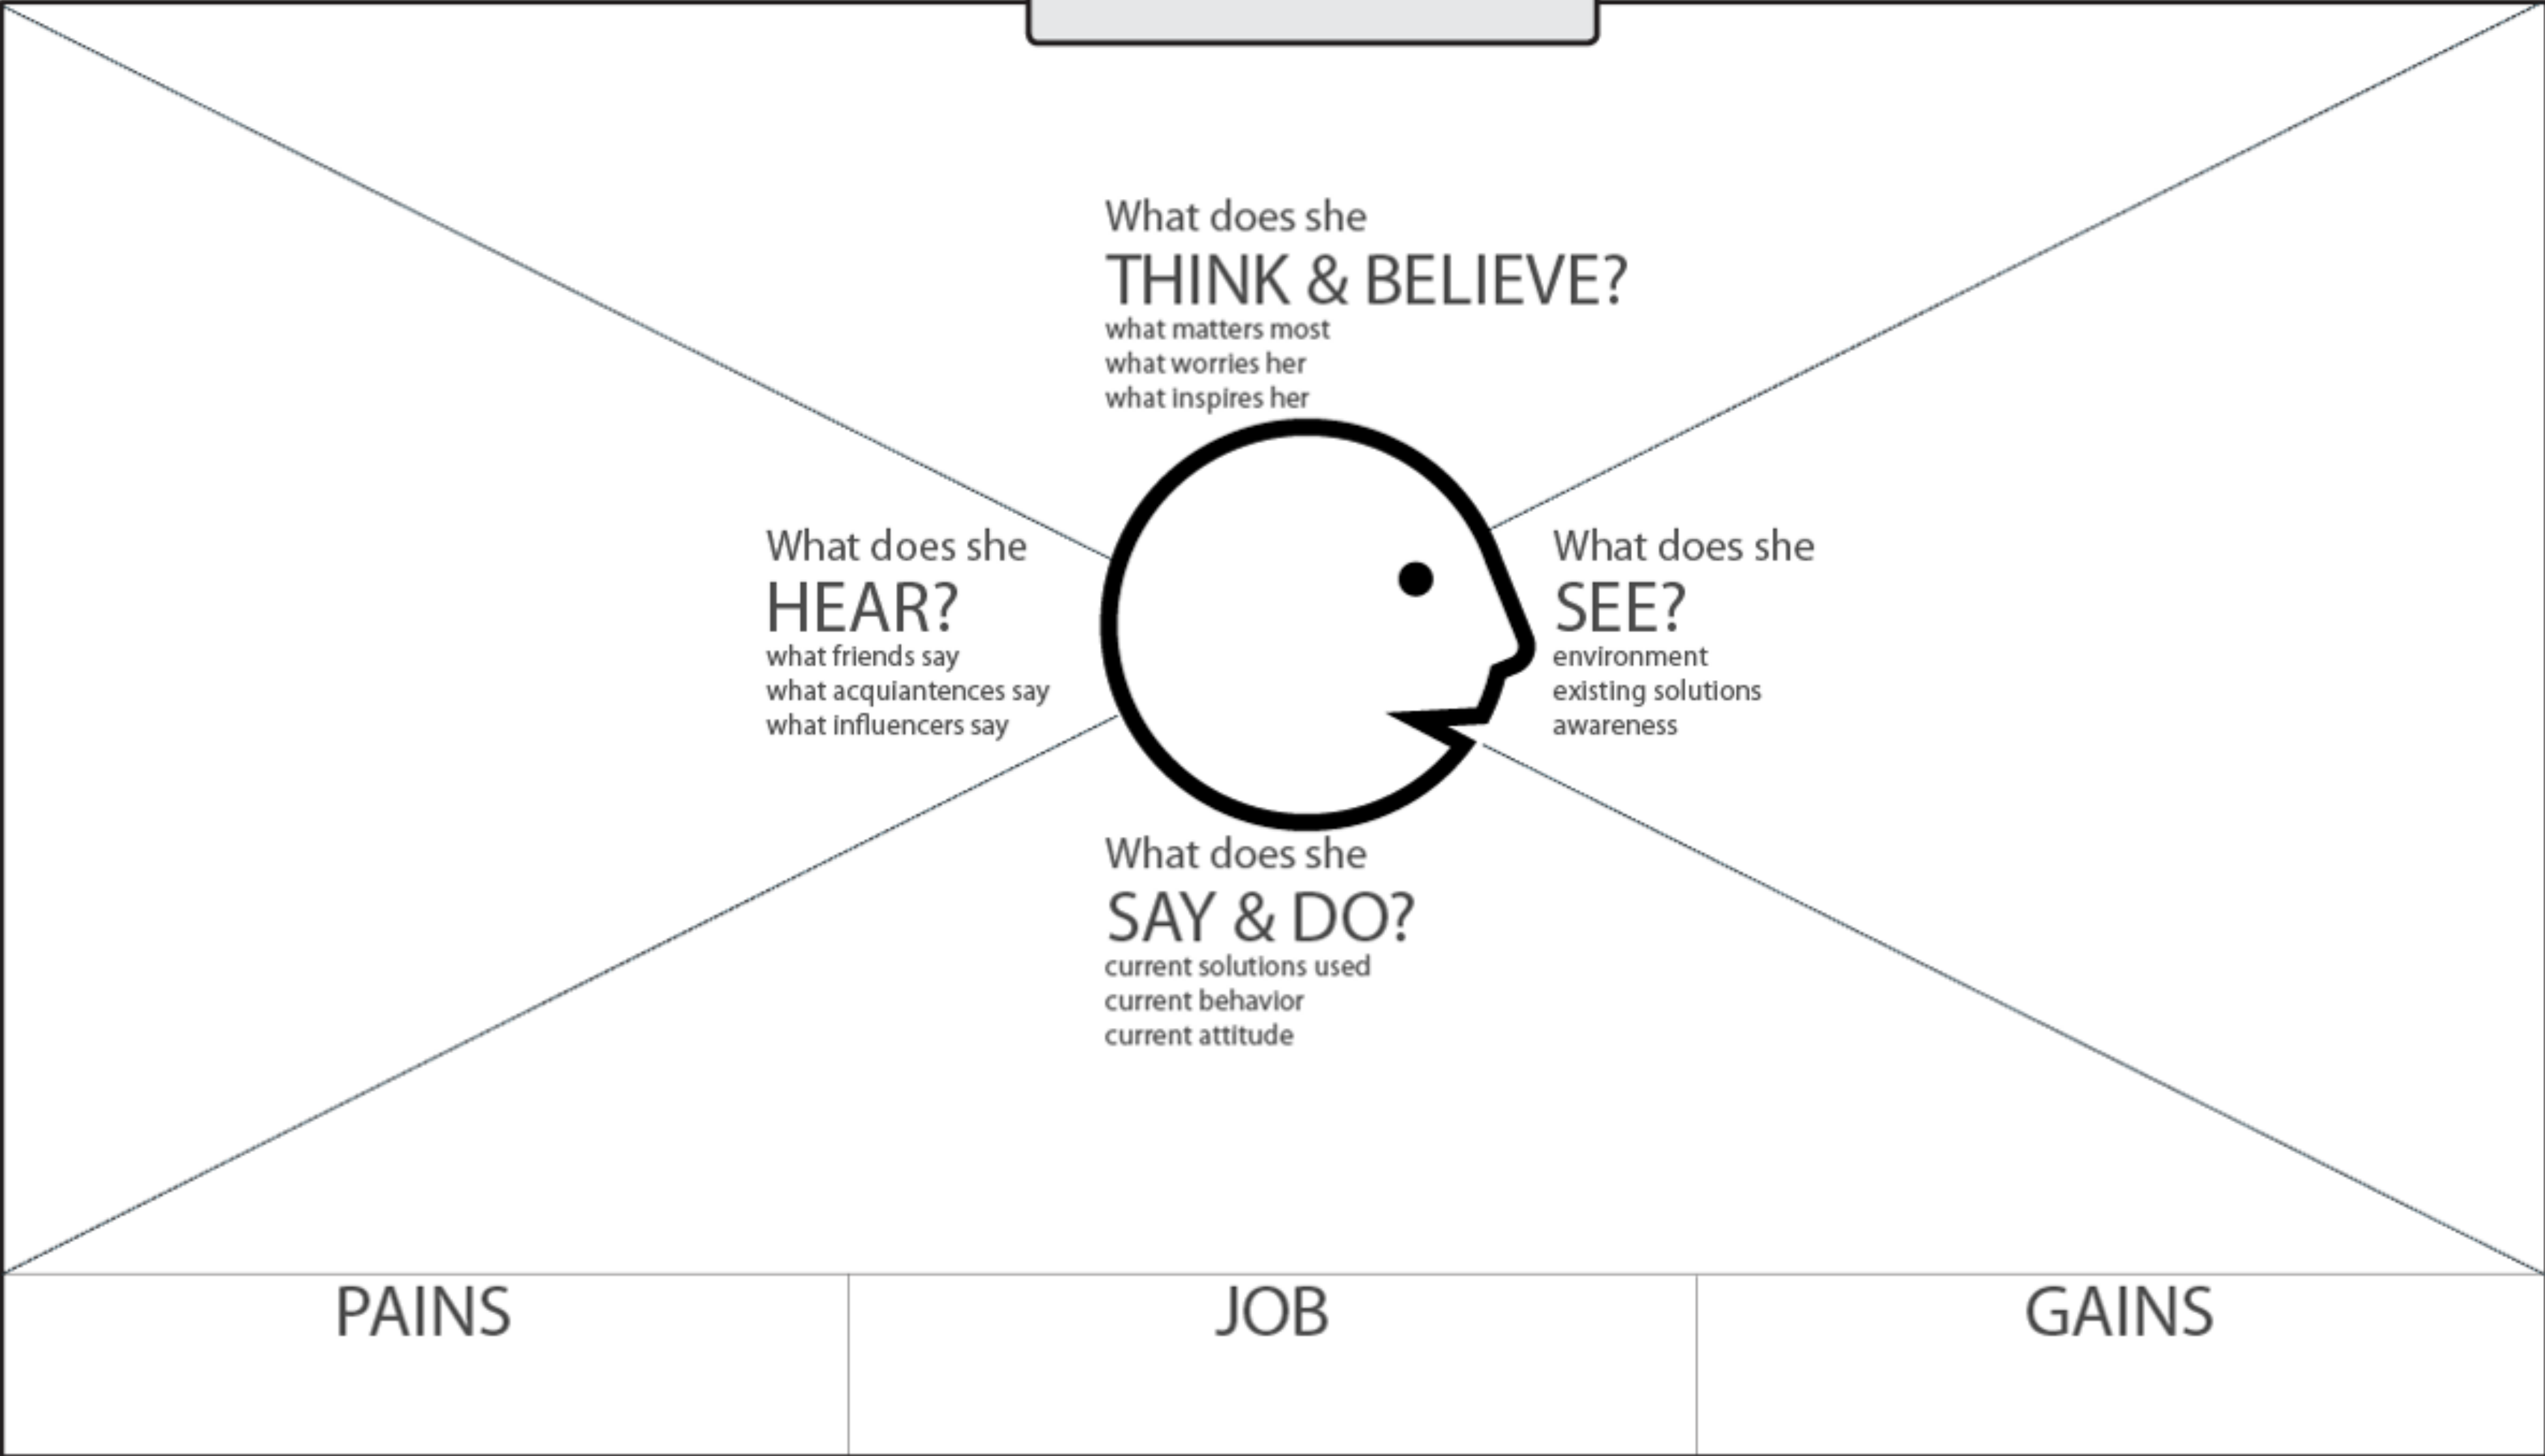 What does she
THINK & BELIEVE?
what matters most
what worries her
what inspires her
What does she
HEAR?
what friends say
what acquiantences say
what influencers say
What does she
SEE?
environment
existing solutions
awareness
What does she
SAY & DO?
current solutions used
current behavior
current attitude
PAINS
JOB
GAINS